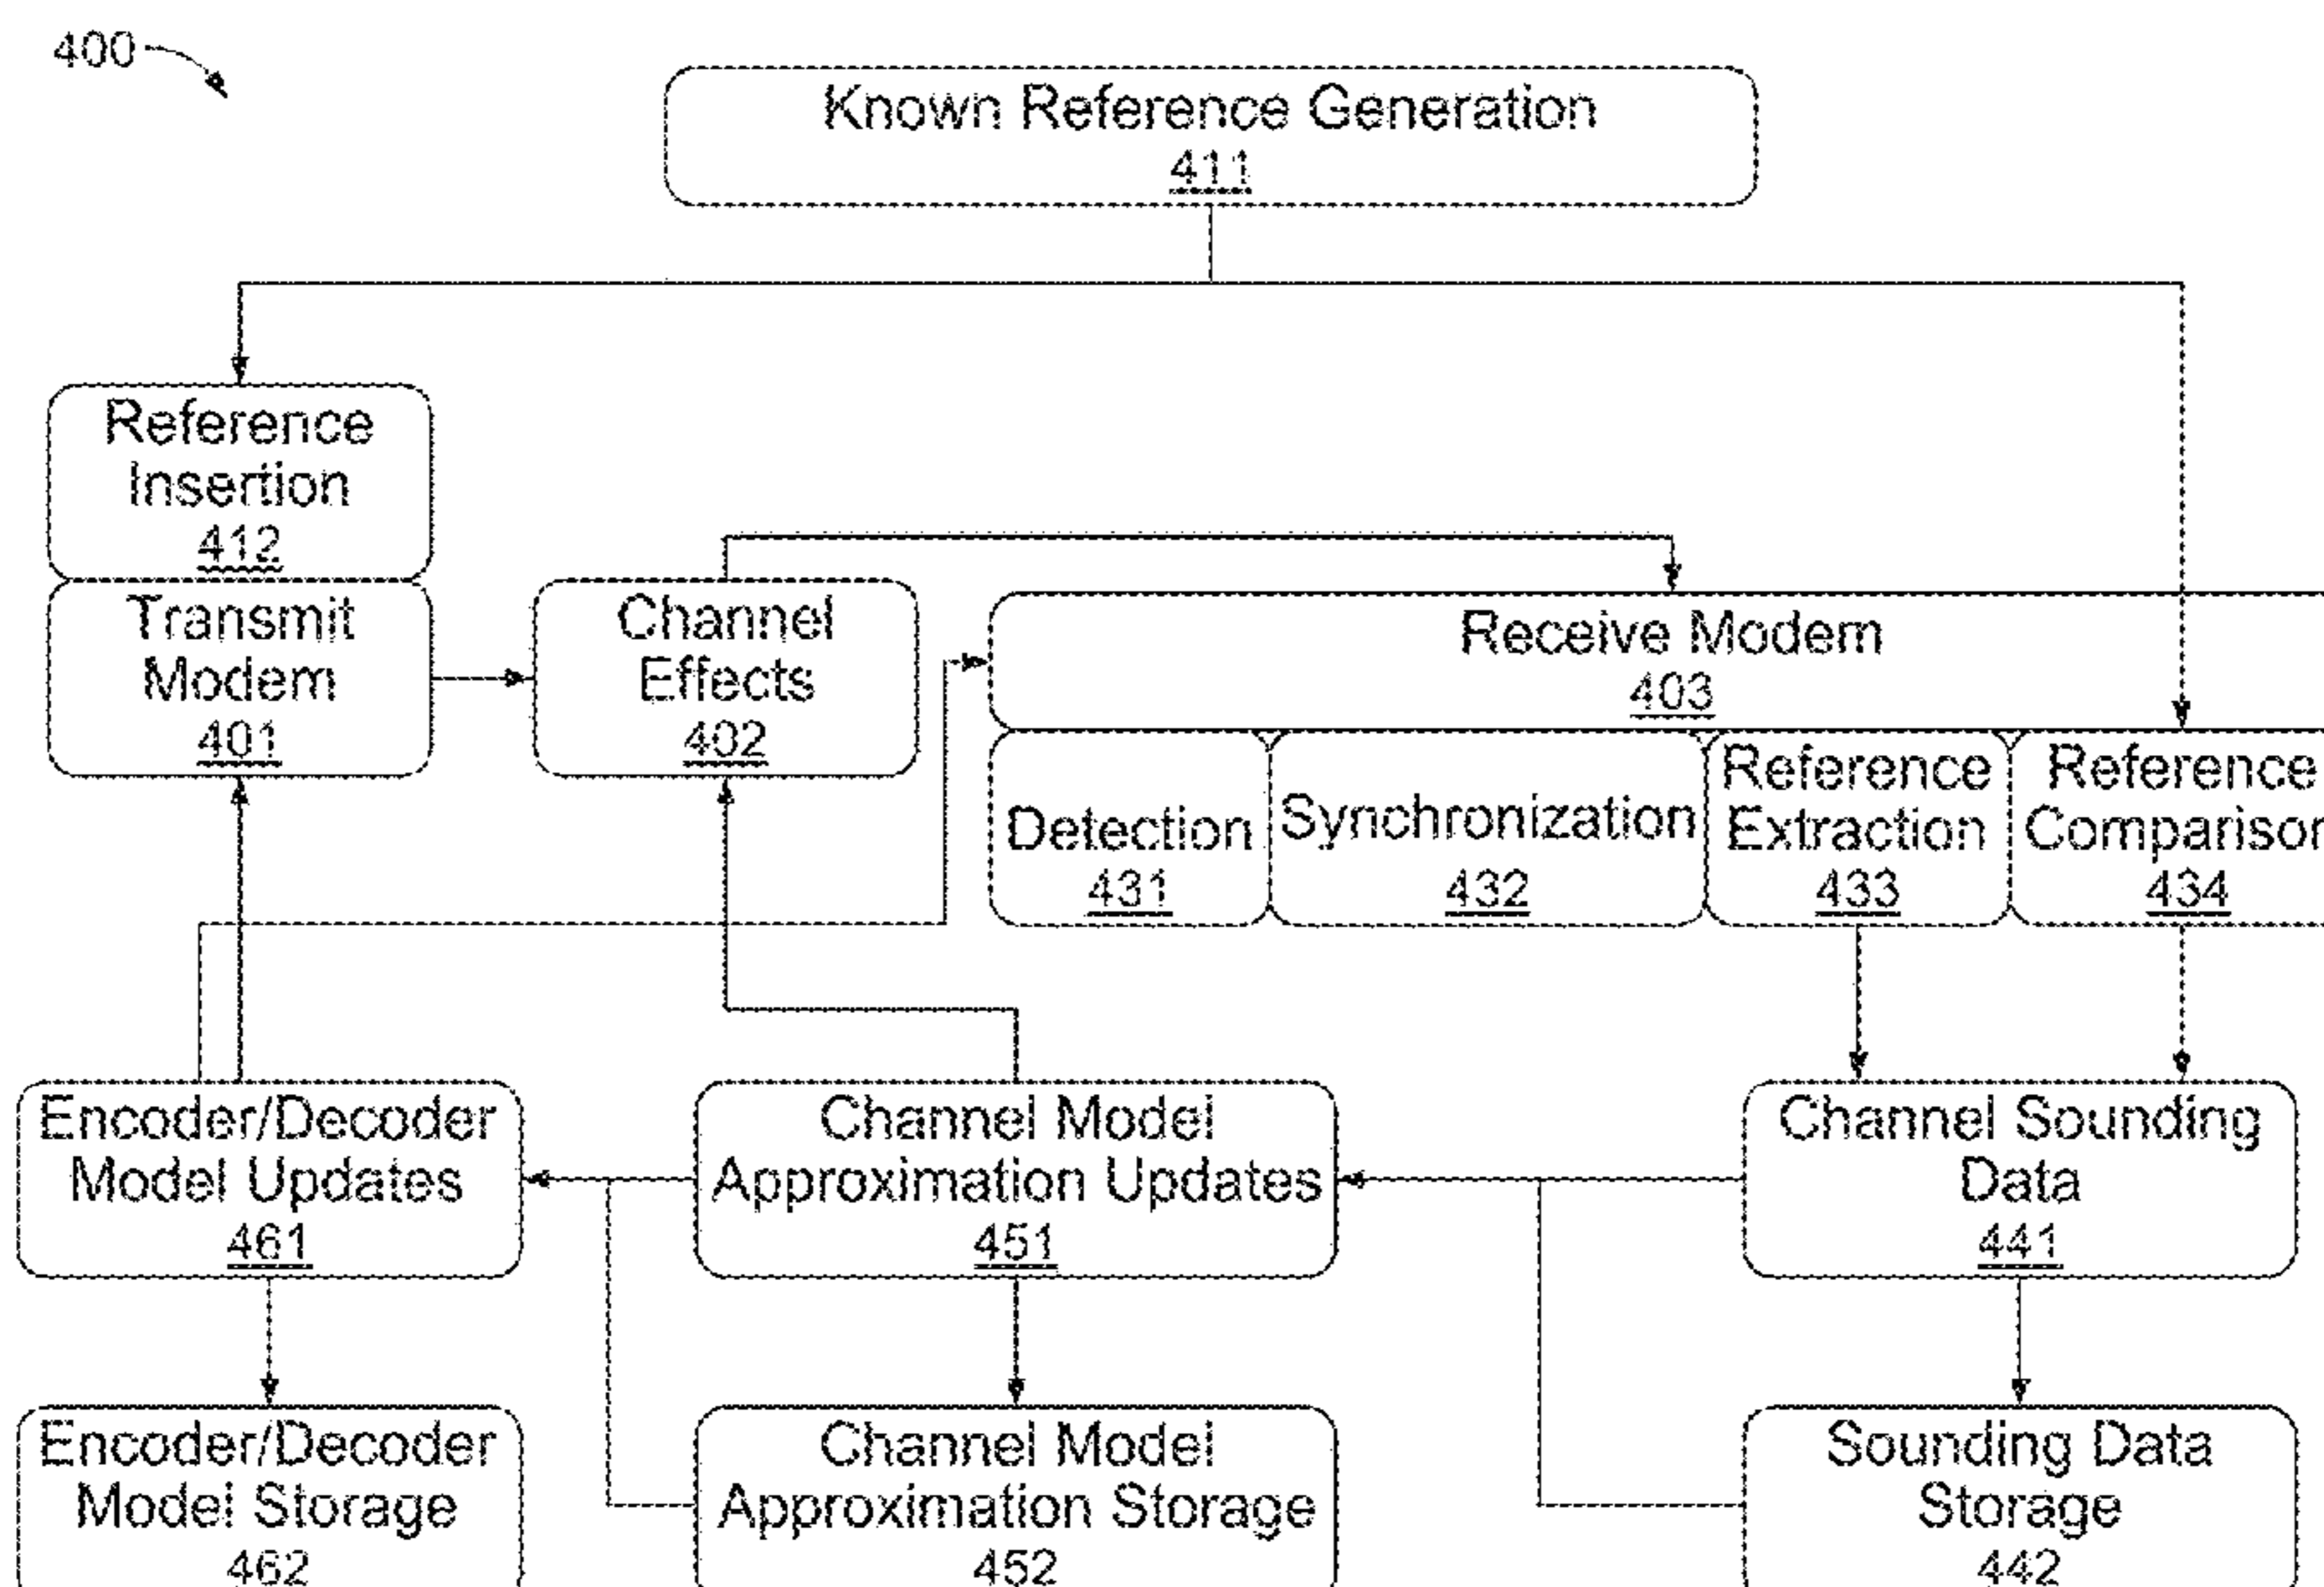 400
Known Reference Generation
411
Reference
Insertion
412
Transmit
Modem
401
Channel
Effects
402
Receive Modem
403
Detection
431
Synchronization
432
Reference
Extraction
433
Reference
Comparison
434
Encoder/Decoder
Model Updates
461
Channel Model
Approximation Updates
451
Channel Sounding
Data
441
Encoder/Decoder
Model Storage
462
Channel Model
Approximation Storage
452
Sounding Data
Storage
442